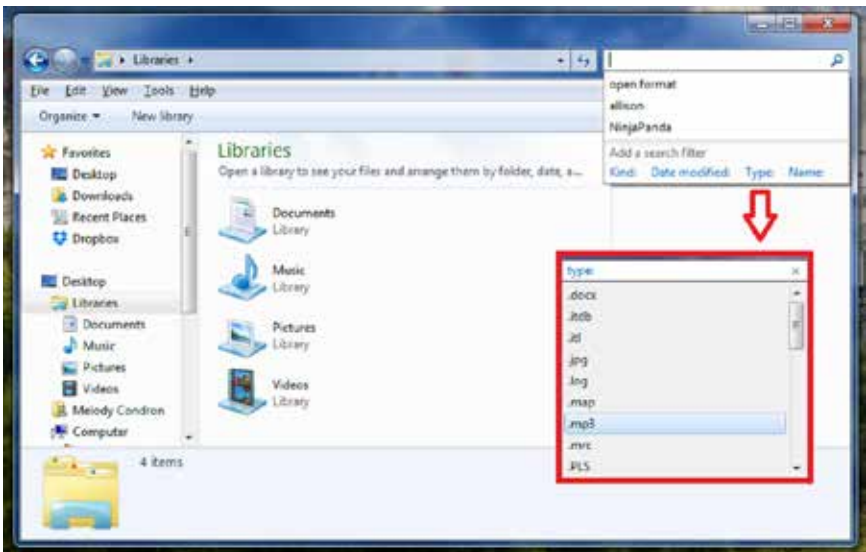 Libraries
File Edit View Tools Help
Organize New library
open format
allison
NinjaPanda
Add a search filter
Kind: Date modified: Type: Name:
Favorites
Desktop
Downloads
Recent Places
Dropbox
Desktop
Libraries
Documents
Music
Pictures
Videos
Melody Condron
Computer
Libraries
Open a library to see your files and arrange them by folder, date, a...
Documents
Library
Music
Library
Pictures
Library
Videos
Library
type:
.docx
.itdb
.itl
.jpg
.log
.map
.mp3
.mrc
.PLS
4 items